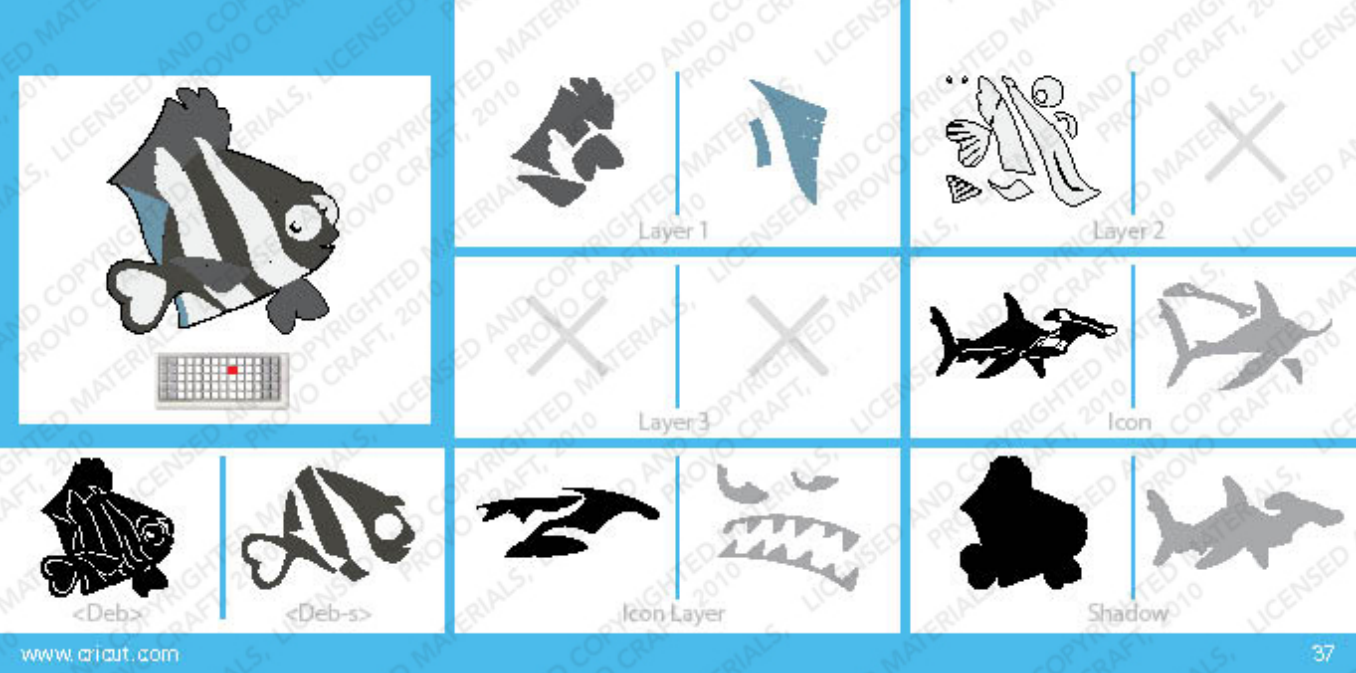 Layer 1
Layer 2
Layer 3
Icon
<Deb>
<Deb-s>
Icon Layer
Shadow
www.cricut.com
37
LICENSED AND COPYRIGHTED MATERIALS,
PROVO CRAFT, 2010